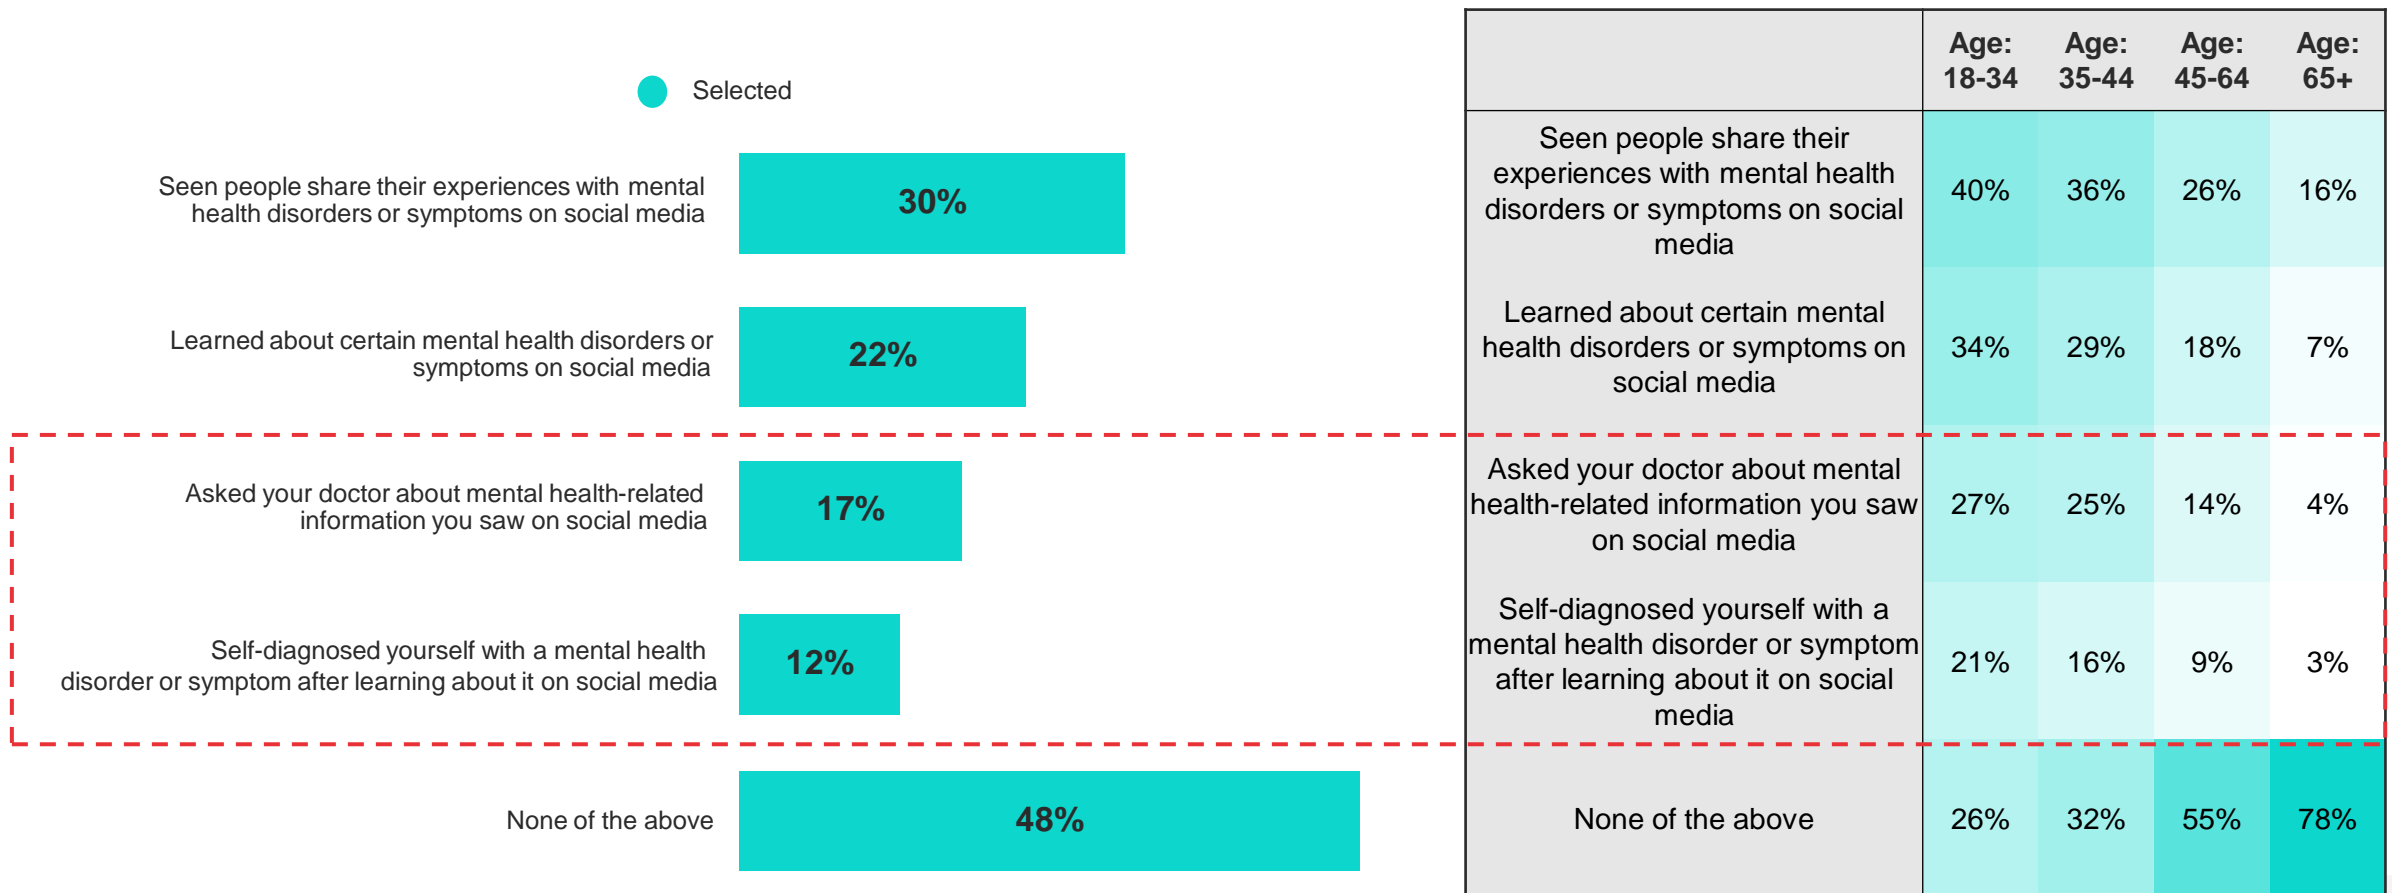 Selected
Seen people share their experiences with mental
health disorders or symptoms on social media
30%
Learned about certain mental health disorders or
symptoms on social media
22%
Asked your doctor about mental health-related
information you saw on social media
17%
Self-diagnosed yourself with a mental health
disorder or symptom after learning about it on social media
12%
None of the above
48%
Age: Age: Age: Age:
18-34 35-44 45-64 65+
Seen people share their
experiences with mental health
disorders or symptoms on social
media
40% 36% 26% 16%
Learned about certain mental
health disorders or symptoms on
social media
34% 29% 18% 7%
Asked your doctor about mental
health-related information you saw
on social media
27% 25% 14% 4%
Self-diagnosed yourself with a
mental health disorder or symptom
after learning about it on social
media
21% 16% 9% 3%
None of the above
26% 32% 55% 78%